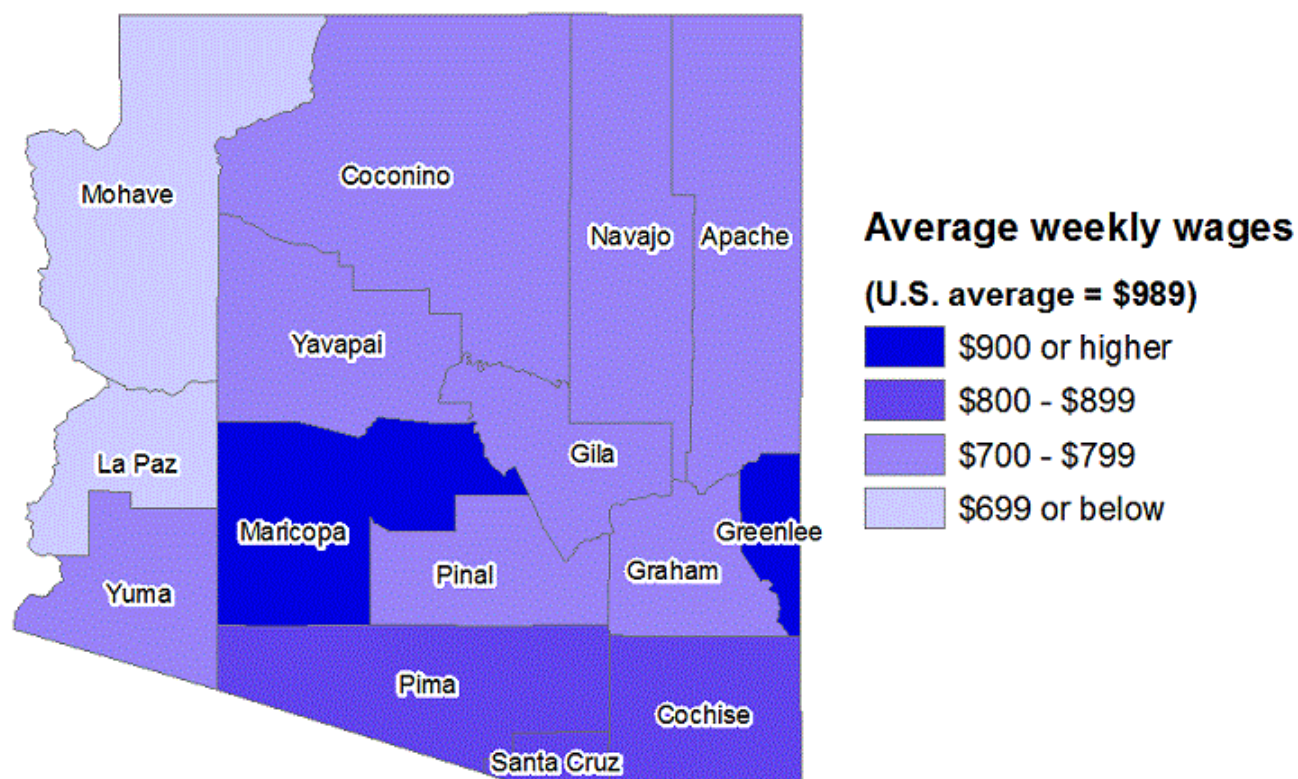 Mohave
Coconino
Navajo
Apache
Yavapai
La Paz
Gila
Maricopa
Greenlee
Yuma
Pinal
Graham
Pima
Cochise
Santa Cruz
Average weekly wages
(U.S. average = $989)
$900 or higher
$800 - $899
$700 - $799
$699 or below